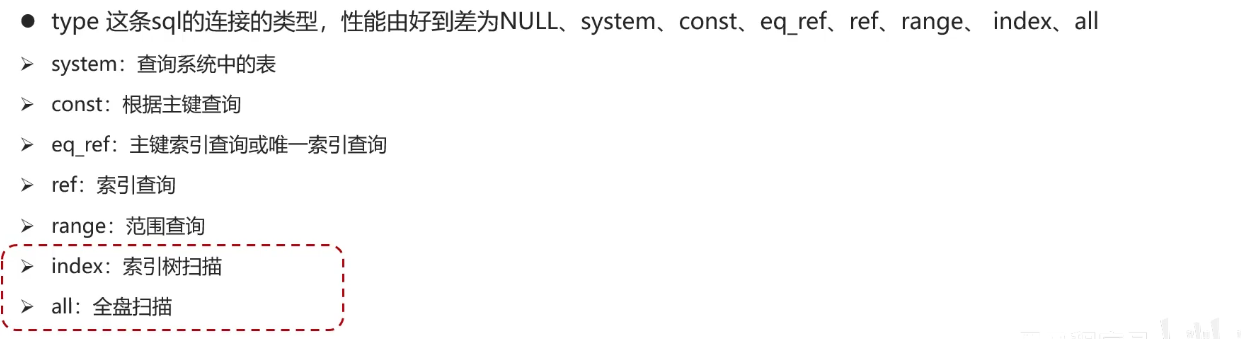 ● type 这条sql的连接的类型，性能由好到差为NULL、system、const、eq_ref、ref、range、 index、all
➢ system：查询系统中的表
➢ const：根据主键查询
➢ eq_ref：主键索引查询或唯一索引查询
➢ ref：索引查询
➢ range：范围查询
➢ index：索引树扫描
➢ all：全盘扫描